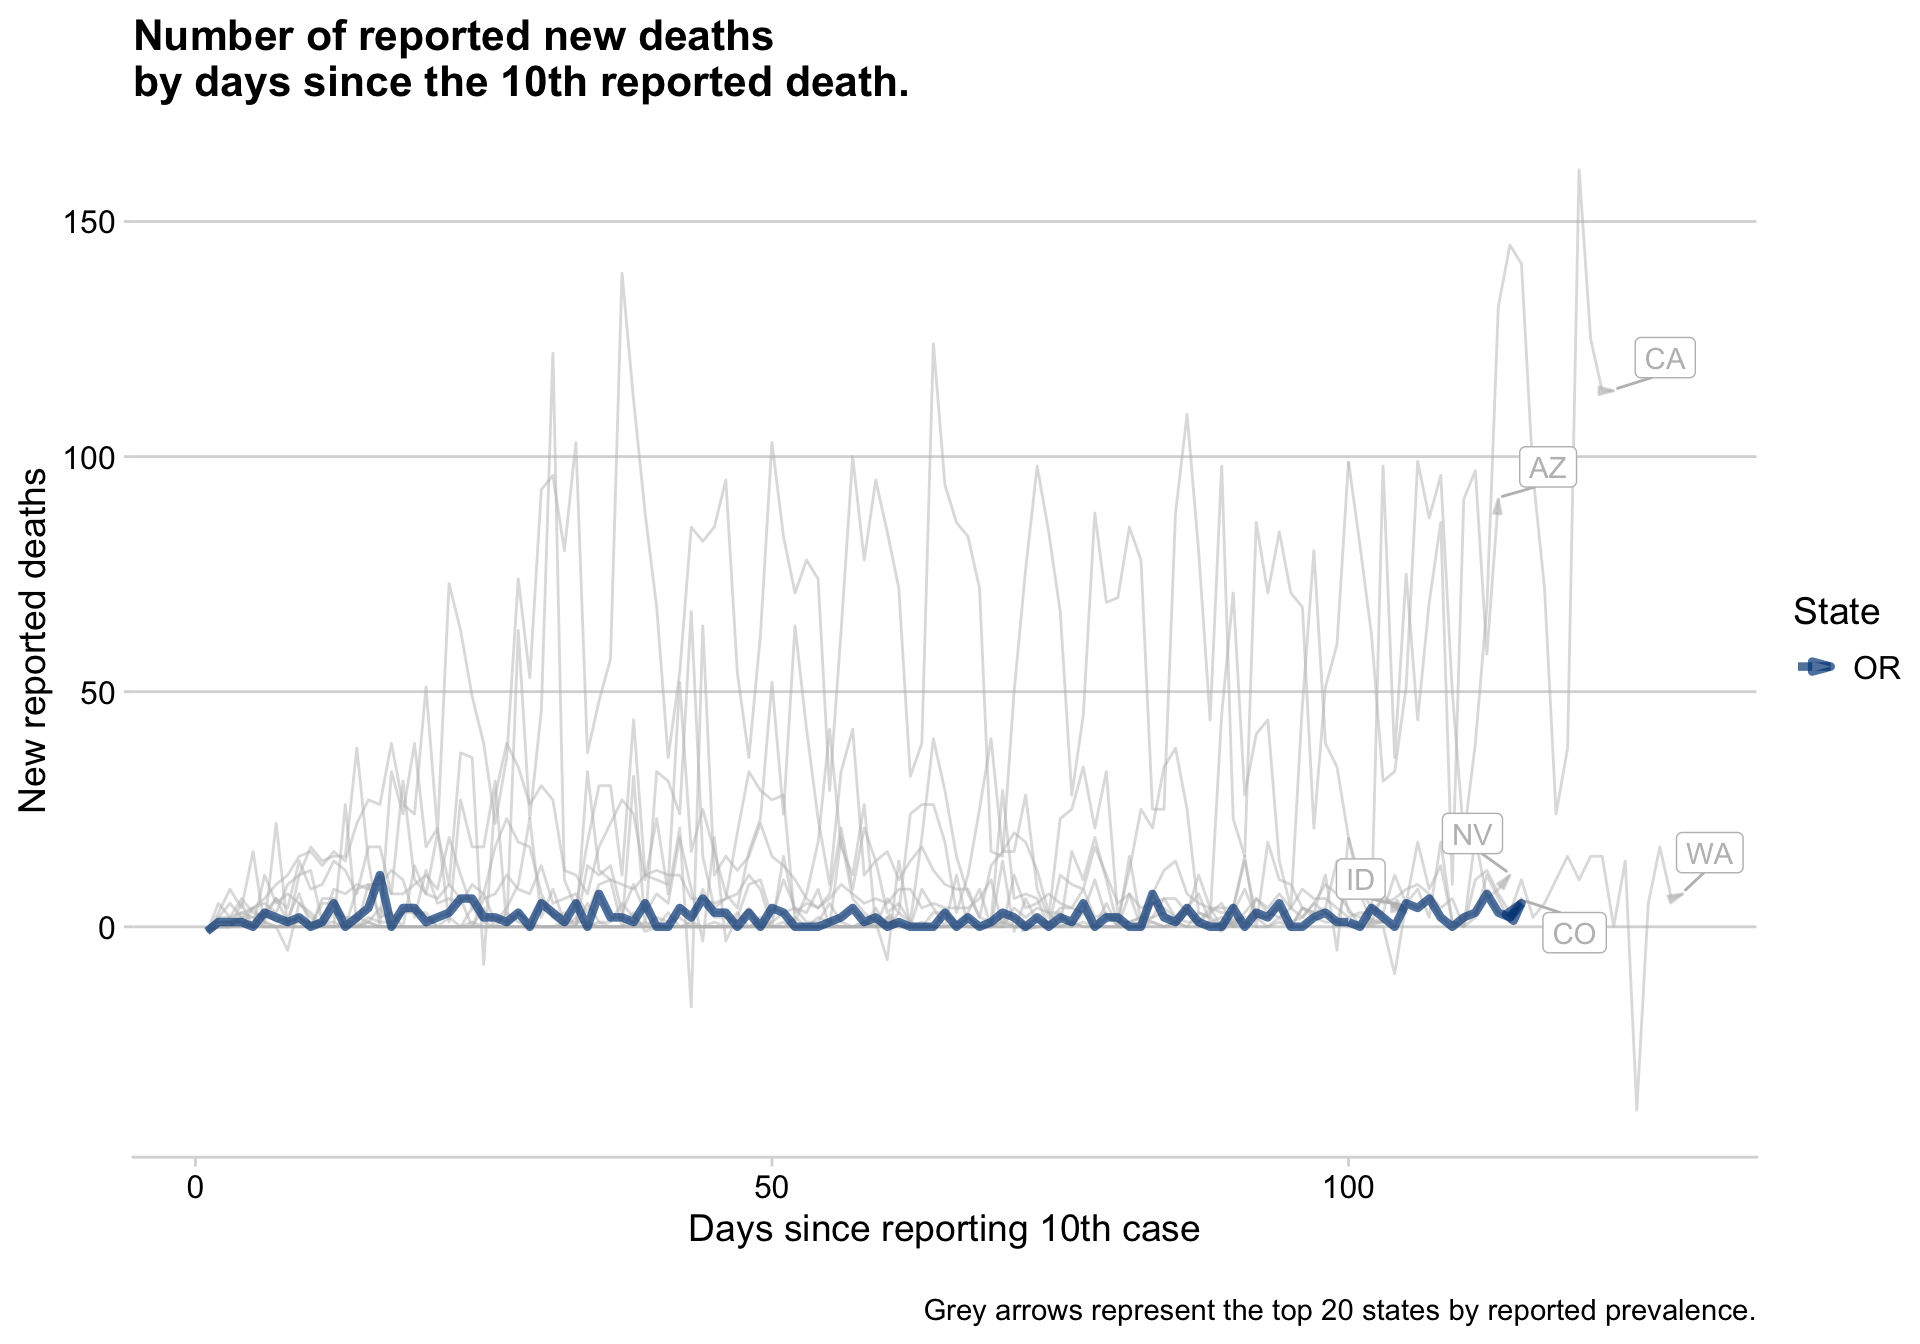 Number of reported new deaths
by days since the 10th reported death.
150
100
50
0
New reported deaths
CA
AZ
NV
WA
ID
CO
State
OR
0
50
100
Days since reporting 10th case
Grey arrows represent the top 20 states by reported prevalence.